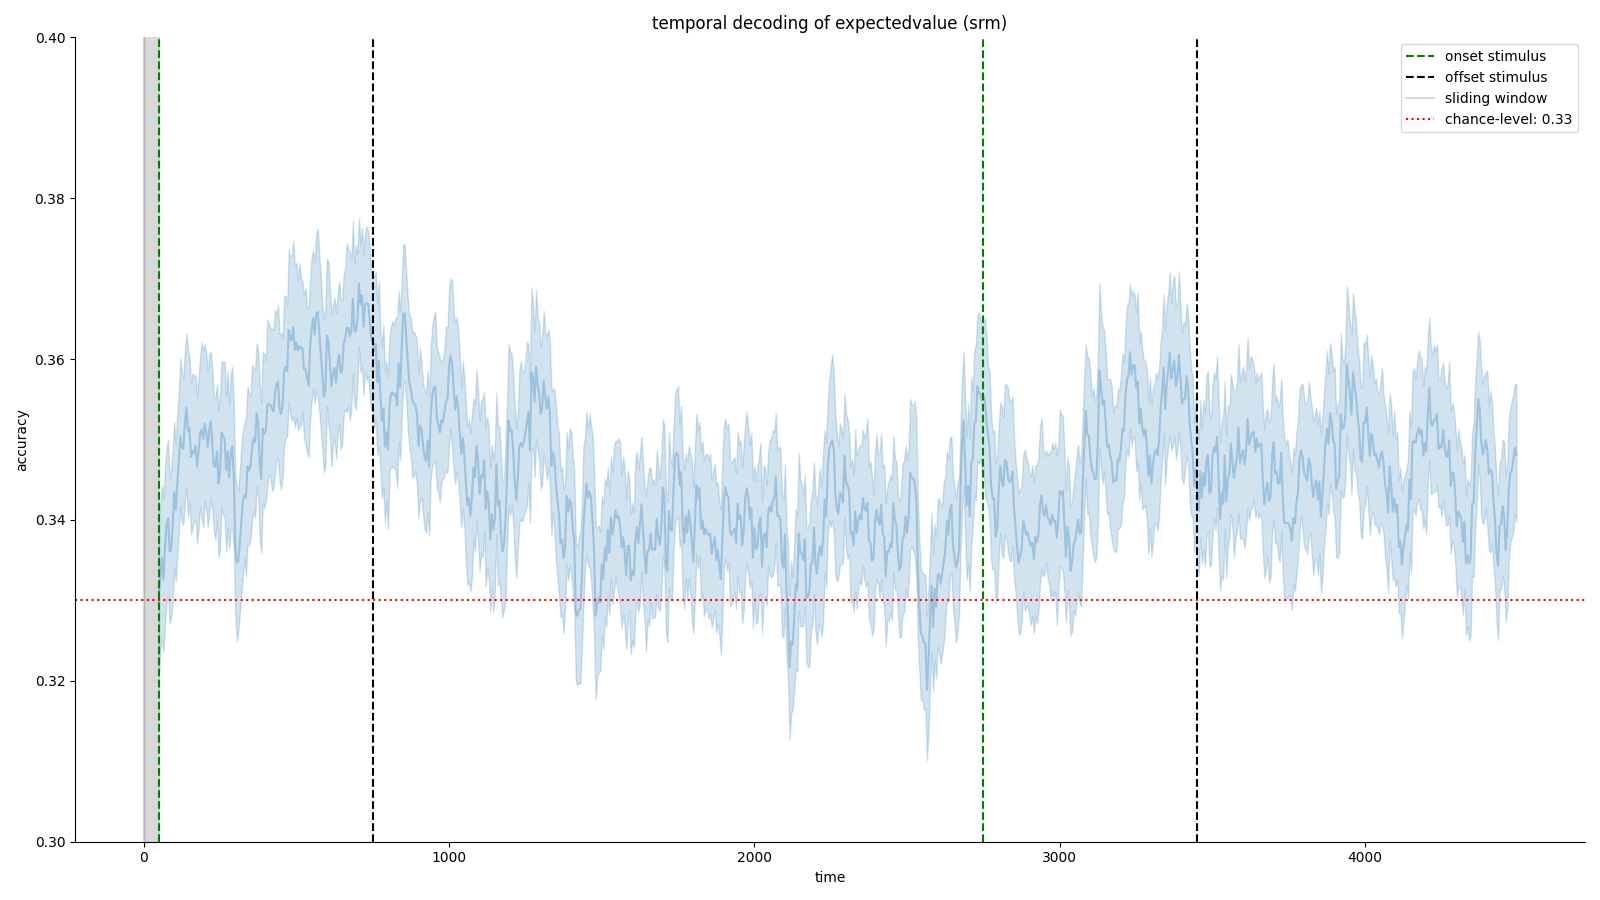 temporal decoding of expectedvalue (srm)
0.40
0.38
0.36
0.34
0.32
0.30
accuracy
onset stimulus
offset stimulus
sliding window
chance-level: 0.33
0
1000
2000
3000
4000
time